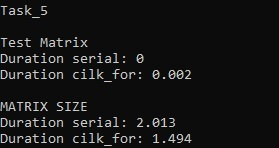 Task_5
Test Matrix
Duration serial: 0
Duration cilk_for: 0.002
MATRIX SIZE
Duration serial: 2.013
Duration cilk_for: 1.494